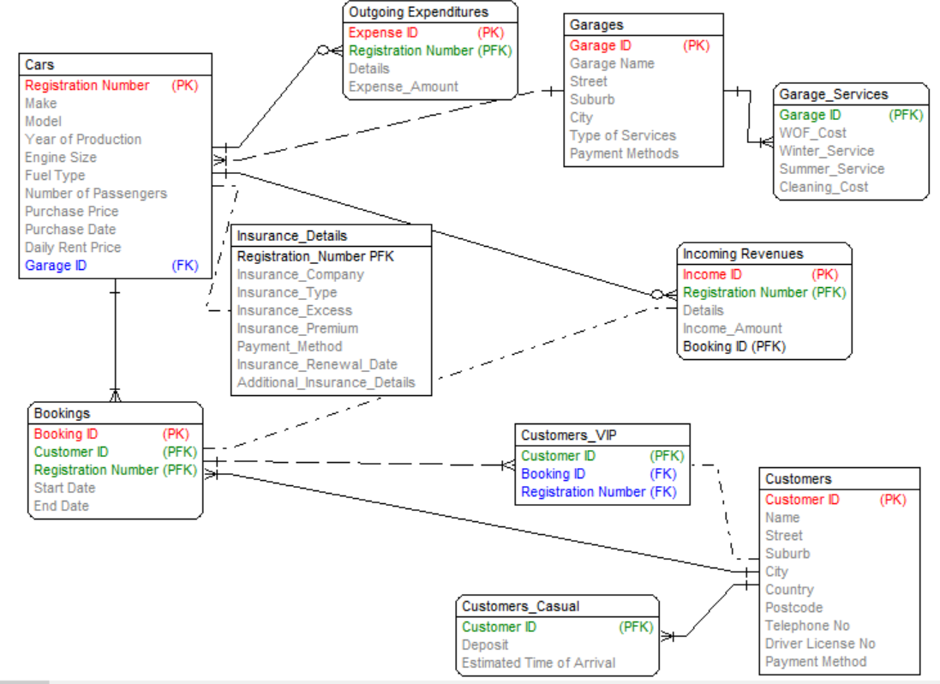 Outgoing Expenditures
Expense ID (PK)
Registration Number (PFK)
Details
Expense_Amount
Garages
Garage ID (PK)
Garage Name
Street
Suburb
City
Type of Services
Payment Methods
Cars
Registration Number (PK)
Make
Model
Year of Production
Engine Size
Fuel Type
Number of Passengers
Purchase Price
Purchase Date
Daily Rent Price
Garage ID (FK)
Garage_Services
Garage ID (PFK)
WOF_Cost
Winter_Service
Summer_Service
Cleaning_Cost
Insurance_Details
Registration_Number PFK
Insurance_Company
Insurance_Type
Insurance_Excess
Insurance_Premium
Payment_Method
Insurance_Renewal_Date
Additional_Insurance_Details
Incoming Revenues
Income ID (PK)
Registration Number (PFK)
Details
Income_Amount
Booking ID (PFK)
Bookings
Booking ID (PK)
Customer ID (PFK)
Registration Number (PFK)
Start Date
End Date
Customers_VIP
Customer ID (PFK)
Booking ID (FK)
Registration Number (FK)
Customers
Customer ID (PK)
Name
Street
Suburb
City
Country
Postcode
Telephone No
Driver License No
Payment Method
Customers_Casual
Customer ID (PFK)
Deposit
Estimated Time of Arrival